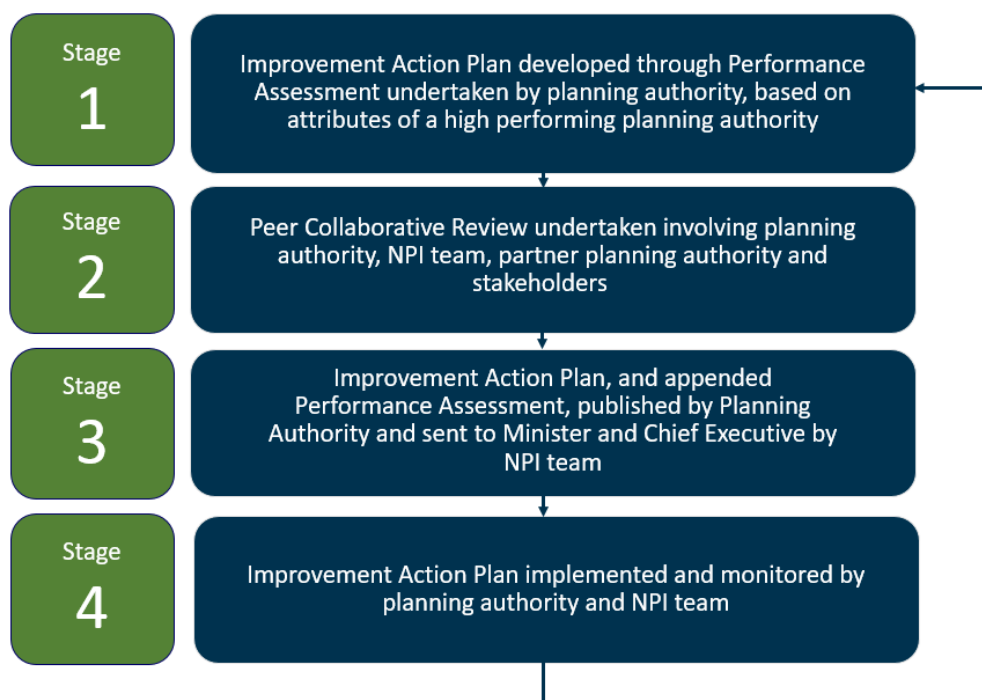 Stage
1
Improvement Action Plan developed through Performance
Assessment undertaken by planning authority, based on
attributes of a high performing planning authority
Stage
2
Peer Collaborative Review undertaken involving planning
authority, NPI team, partner planning authority and
stakeholders
Stage
3
Improvement Action Plan, and appended
Performance Assessment, published by Planning
Authority and sent to Minister and Chief Executive by
NPI team
Stage
4
Improvement Action Plan implemented and monitored by
planning authority and NPI team